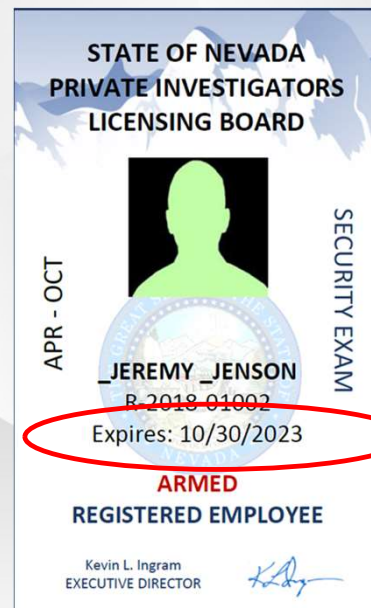 STATE OF NEVADA
PRIVATE INVESTIGATORS
LICENSING BOARD
APR - OCT
SECURITY EXAM
_JEREMY _JENSON
R-2018-01002
Expires: 10/30/2023
NEVADA
ARMED
REGISTERED EMPLOYEE
Kevin L. Ingram
EXECUTIVE DIRECTOR